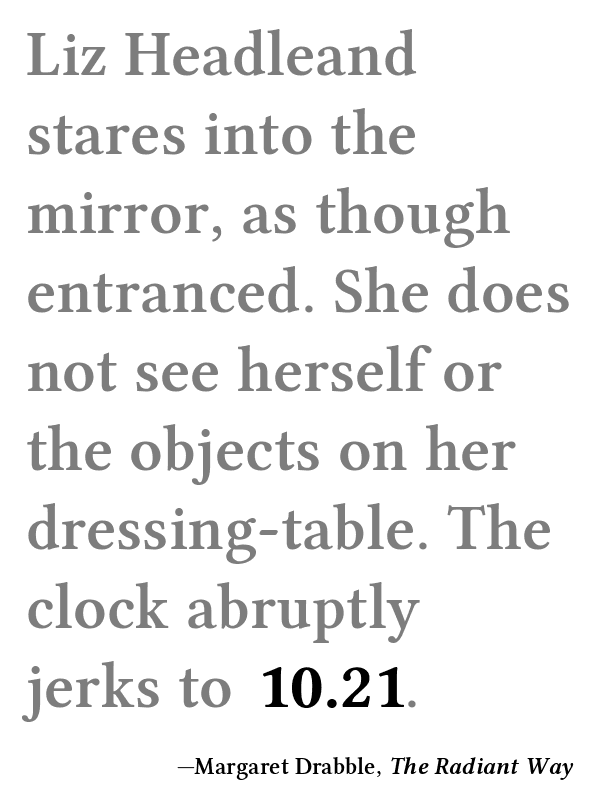 Liz Headleand
stares into the
mirror, as though
entranced. She does
not see herself or
the objects on her
dressing-table. The
clock abruptly
jerks to 10.21.
—Margaret Drabble, The Radiant Way